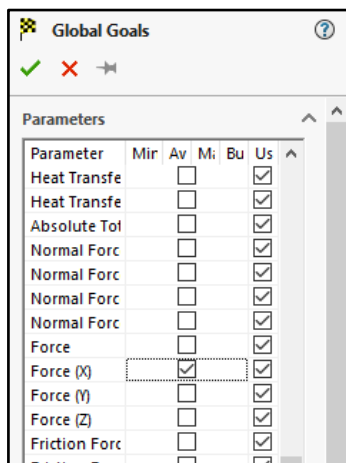 Global Goals
Parameters
Parameter Mir Av Ma Bu Us
Heat Transfe
Heat Transfe
Absolute Tot
Normal Forc
Normal Forc
Normal Forc
Normal Forc
Force
Force (X)
Force (Y)
Force (Z)
Friction Forc